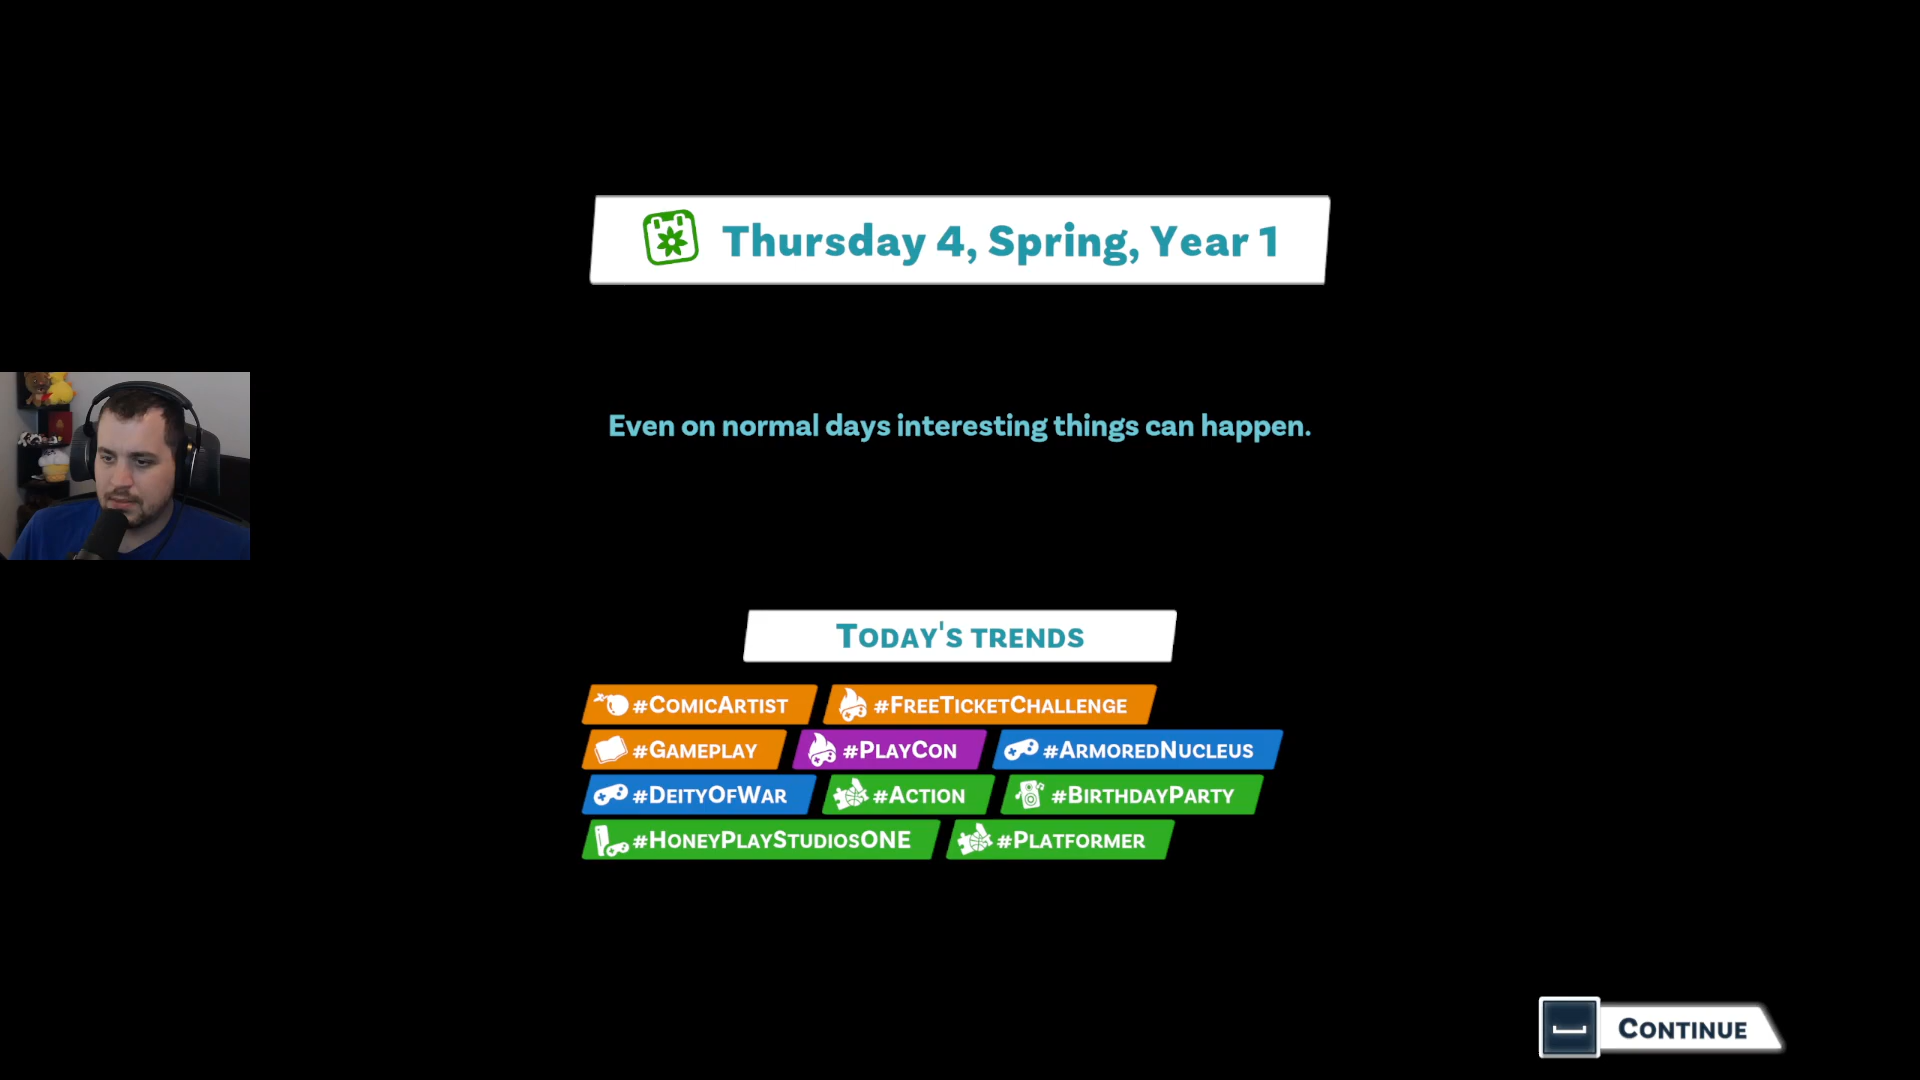 Thursday 4, Spring, Year 1
Even on normal days interesting things can happen.
TODAY'S TRENDS
#COMICARTIST #FREETICKETCHALLENGE
#GAMEPLAY #PLAYCON #ARMOREDNUCLEUS
#DEITYOFWAR #ACTION #BIRTHDAYPARTY
#HONEYPLAYSTUDIOSONE #PLATFORMER
CONTINUE